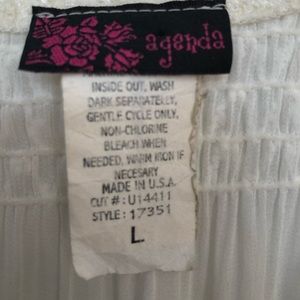 agenda
INSIDE OUT, WASH
DARK SEPARATELEY,
GENTLE CYCLE ONLY,
NON-CHLORINE
BLEACH WHEN
NEEDED, WARM IRON IF
NECESARY
MADE IN U.S.A.
CUT # : U14411
STYLE : 17351
L